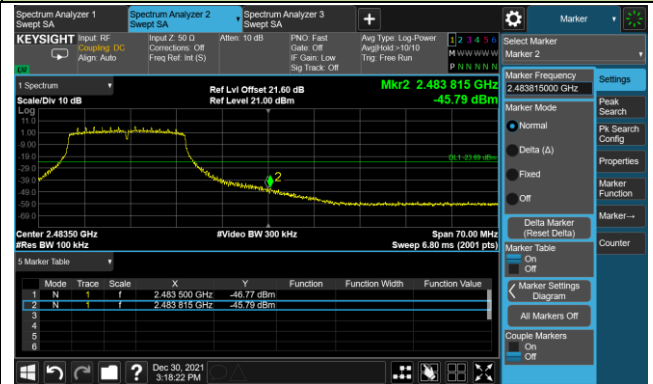 Spectrum Analyzer 1
Swept SA
Spectrum Analyzer 2
Swept SA
Spectrum Analyzer 3
Swept SA
+
Marker
KEYSIGHT
Input: RF
Coupling: DC
Align: Auto
Input Z: 50 Ω
Corrections: Off
Freq Ref: Int (S)
Atten: 10 dB
PNO: Fast
Gate: Off
IF Gain: Low
Sig Track: Off
Avg Type: Log-Power
Avg|Hold:>10/10
Trig: Free Run
1 2 3 4 5 6
M W W W W W
P N N N N N
Select Marker
Marker 2
1 Spectrum
Scale/Div 10 dB
Ref Lvl Offset 21.60 dB
Ref Level 21.00 dBm
Mkr2 2.483 815 GHz
-45.79 dBm
Log
11.0
1.00
-9.00
-19.0
-29.0
-39.0
-49.0
-59.0
-69.0
DL1 -23.69 dBm
2
Center 2.48350 GHz
#Res BW 100 kHz
#Video BW 300 kHz
Span 70.00 MHz
Sweep 6.80 ms (2001 pts)
5 Marker Table
Mode Trace Scale X Y Function Function Width Function Value
1 N 1 f 2.483 500 GHz -46.77 dBm
2 N 1 f 2.483 815 GHz -45.79 dBm
3
4
5
6
Marker Frequency
2.483815000 GHz
Marker Mode
Normal
Delta (Δ)
Fixed
Off
Delta Marker
(Reset Delta)
Marker Table
On
Off
Marker Settings
Diagram
All Markers Off
Couple Markers
On
Off
Settings
Peak
Search
Pk Search
Config
Properties
Marker
Function
Marker→
Counter
?
Dec 30, 2021
3:18:22 PM